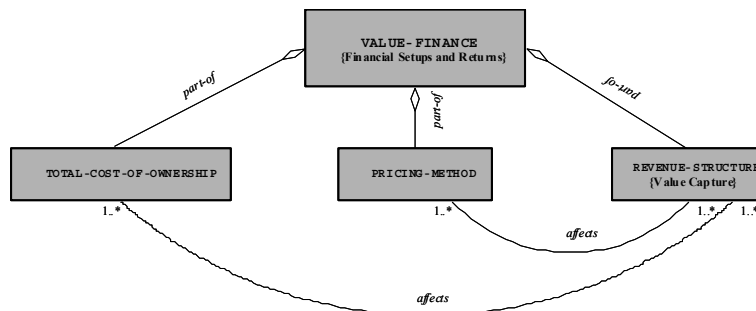 VALUE-FINANCE
{Financial Setups and Returns}
part-of
part-of
part-of
TOTAL-COST-OF-OWNERSHIP
PRICING-METHOD
REVENUE-STRUCTURE
{Value Capture}
1..*
1..*
1..*
1..*
affects
affects